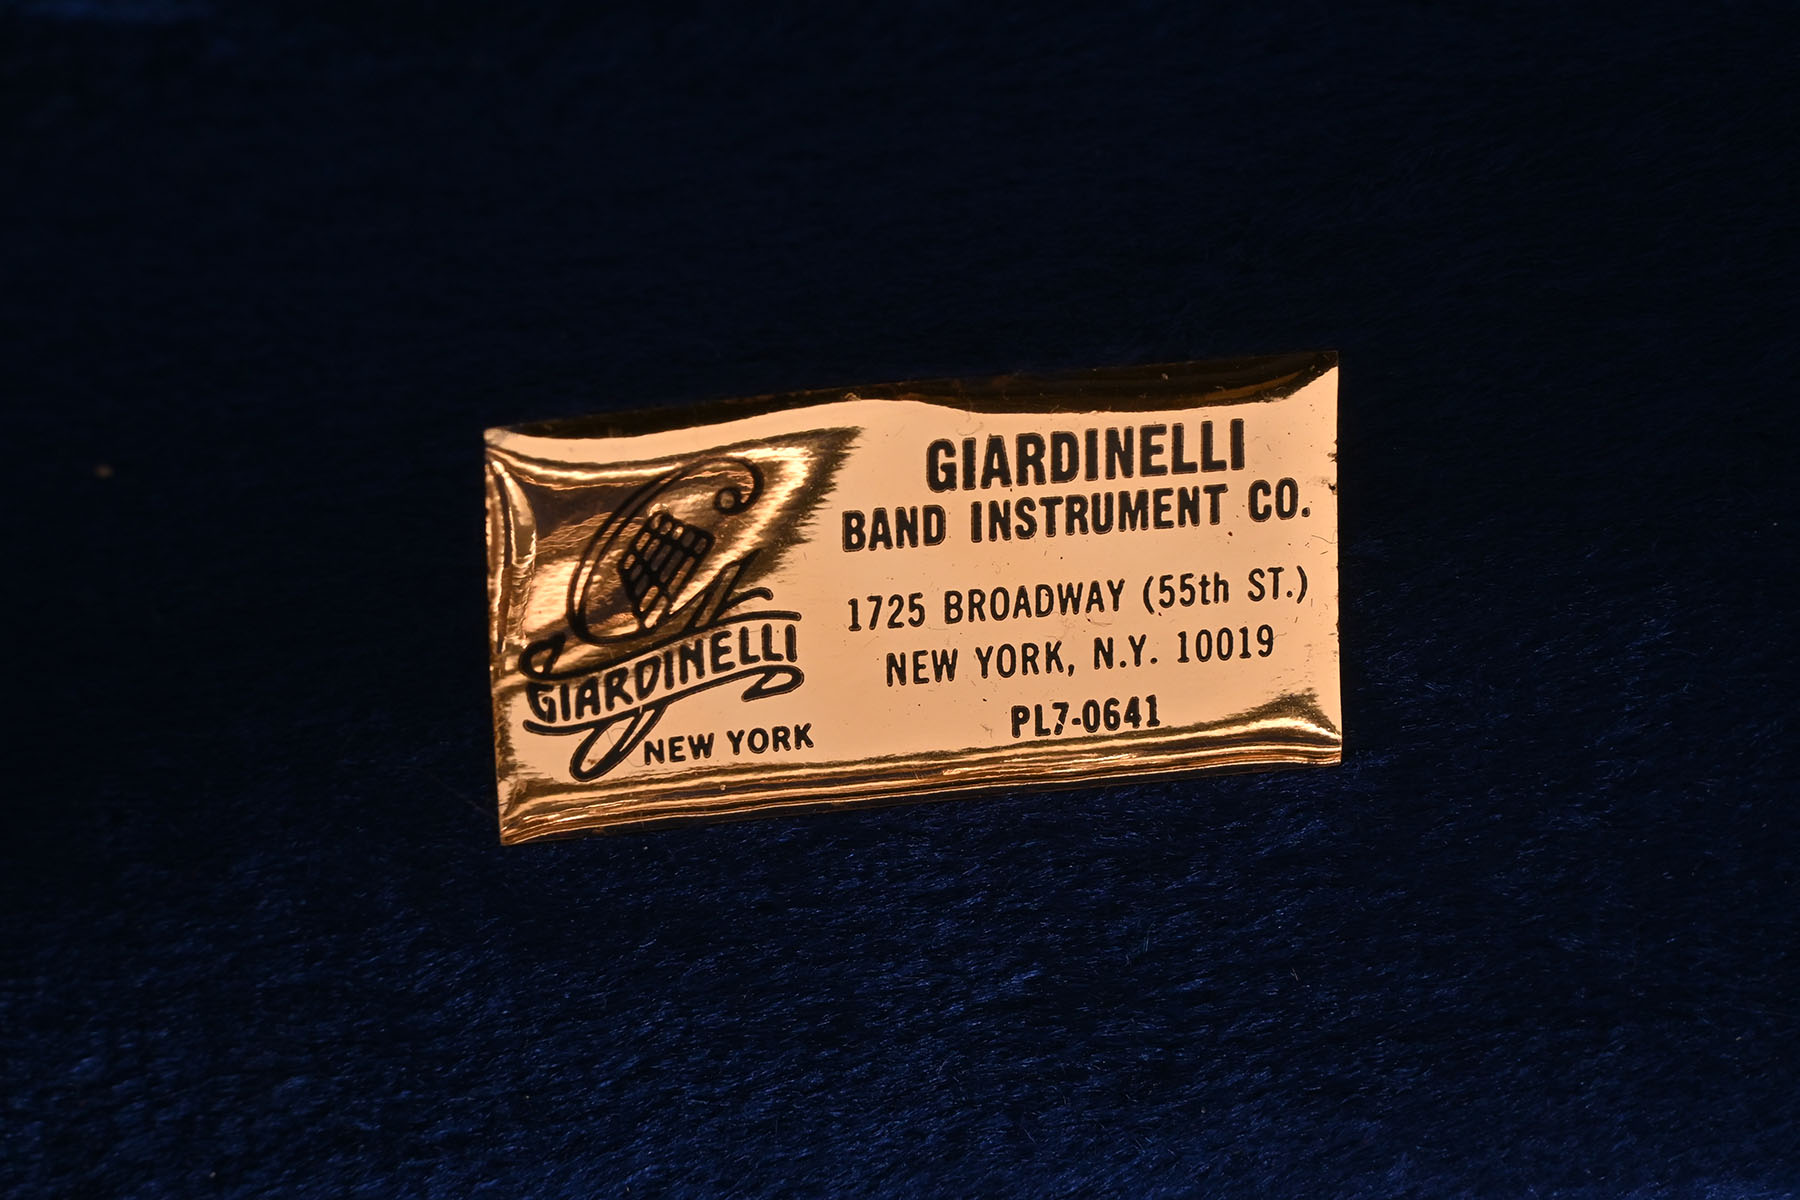 GIARDINELLI
NEW YORK
GIARDINELLI
BAND INSTRUMENT CO.
1725 BROADWAY (55th ST.)
NEW YORK, N.Y. 10019
PL7-0641